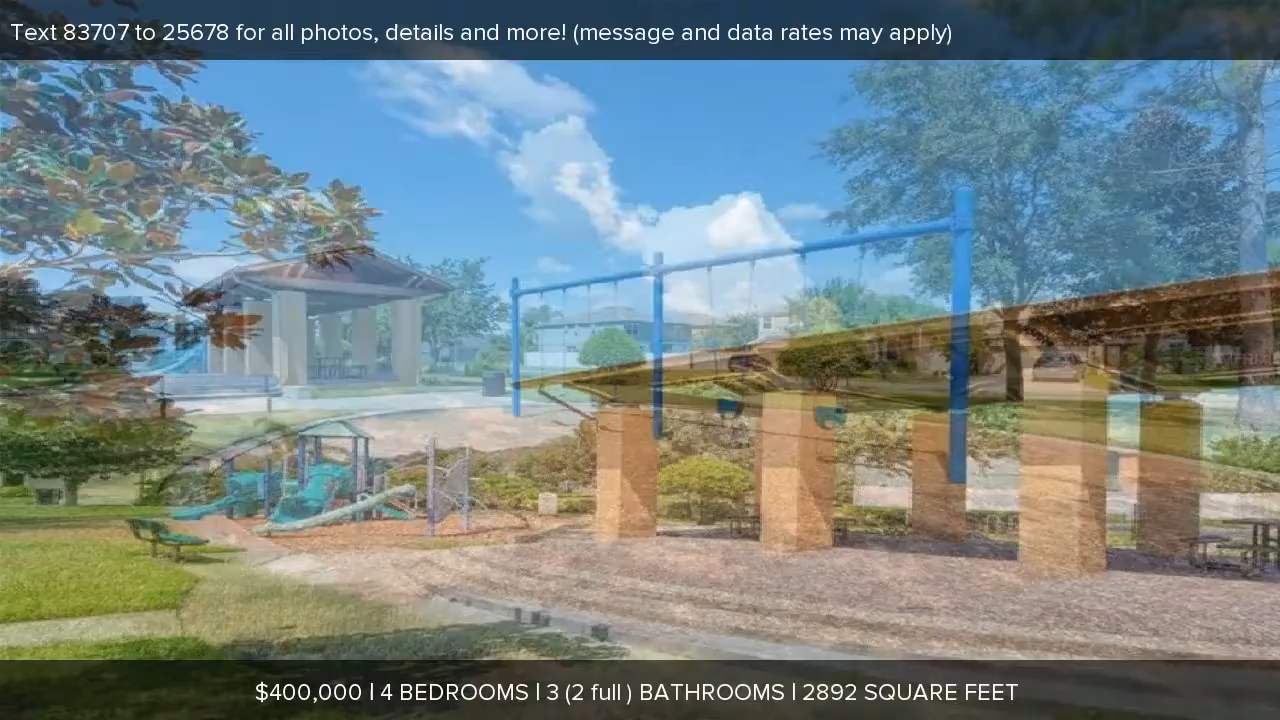 Text 83707 to 25678 for all photos, details and more! (message and data rates may apply)
$400,000 | 4 BEDROOMS | 3 (2 full ) BATHROOMS | 2892 SQUARE FEET